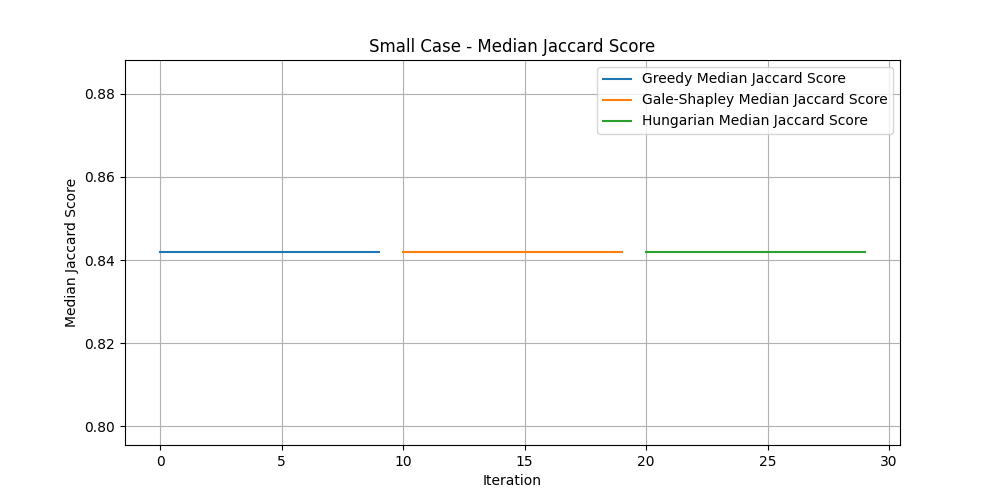 Small Case - Median Jaccard Score
Greedy Median Jaccard Score
Gale-Shapley Median Jaccard Score
Hungarian Median Jaccard Score
Median Jaccard Score
0.88
0.86
0.84
0.82
0.80
0 5 10 15 20 25 30
Iteration